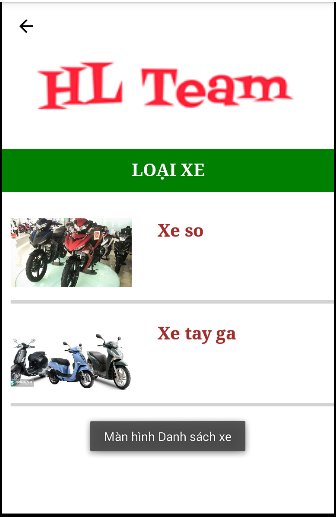 HL Team
LOẠI XE
Xe so
Xe tay ga
Màn hình Danh sách xe